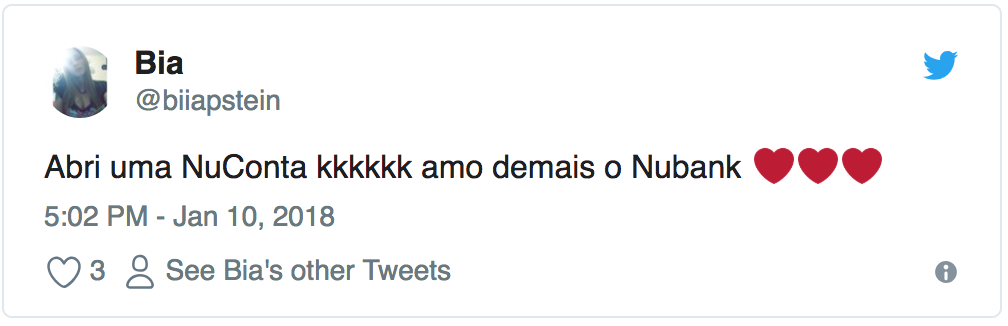 Bia
@biiapstein
Abri uma NuConta kkkkkk amo demais o Nubank ❤️❤️❤️
5:02 PM - Jan 10, 2018
3 See Bia's other Tweets